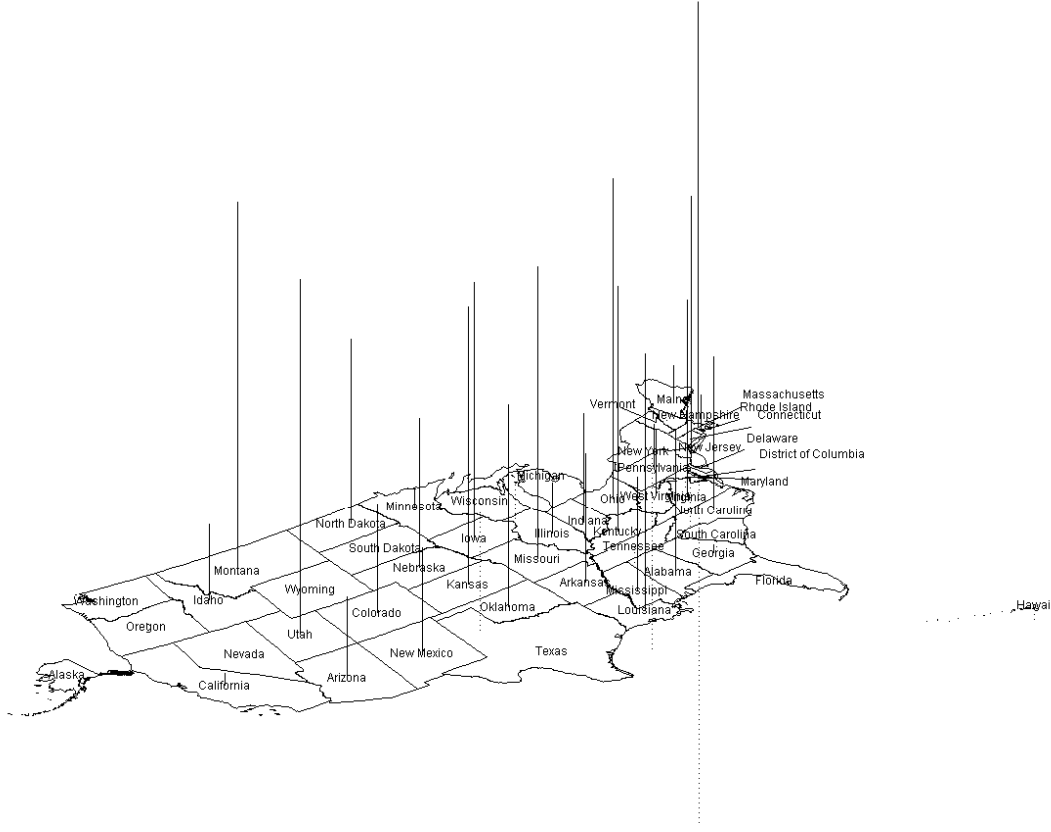 Massachusetts
Maine
Vermont
Rhode Island
New Hampshire
Connecticut
Delaware
New York
New Jersey
District of Columbia
Pennsylvania
Michigan
Maryland
Ohio
West Virginia
Virginia
Wisconsin
Minnesota
North Carolina
North Dakota
Indiana
Kentucky
Illinois
South Carolina
Iowa
South Dakota
Tennessee
Georgia
Missouri
Nebraska
Montana
Alabama
Kansas
Arkansas
Florida
Wyoming
Mississippi
Washington
Idaho
Oklahoma
Colorado
Louisiana
Hawai
Oregon
Utah
Nevada
New Mexico
Texas
Alaska
Arizona
California